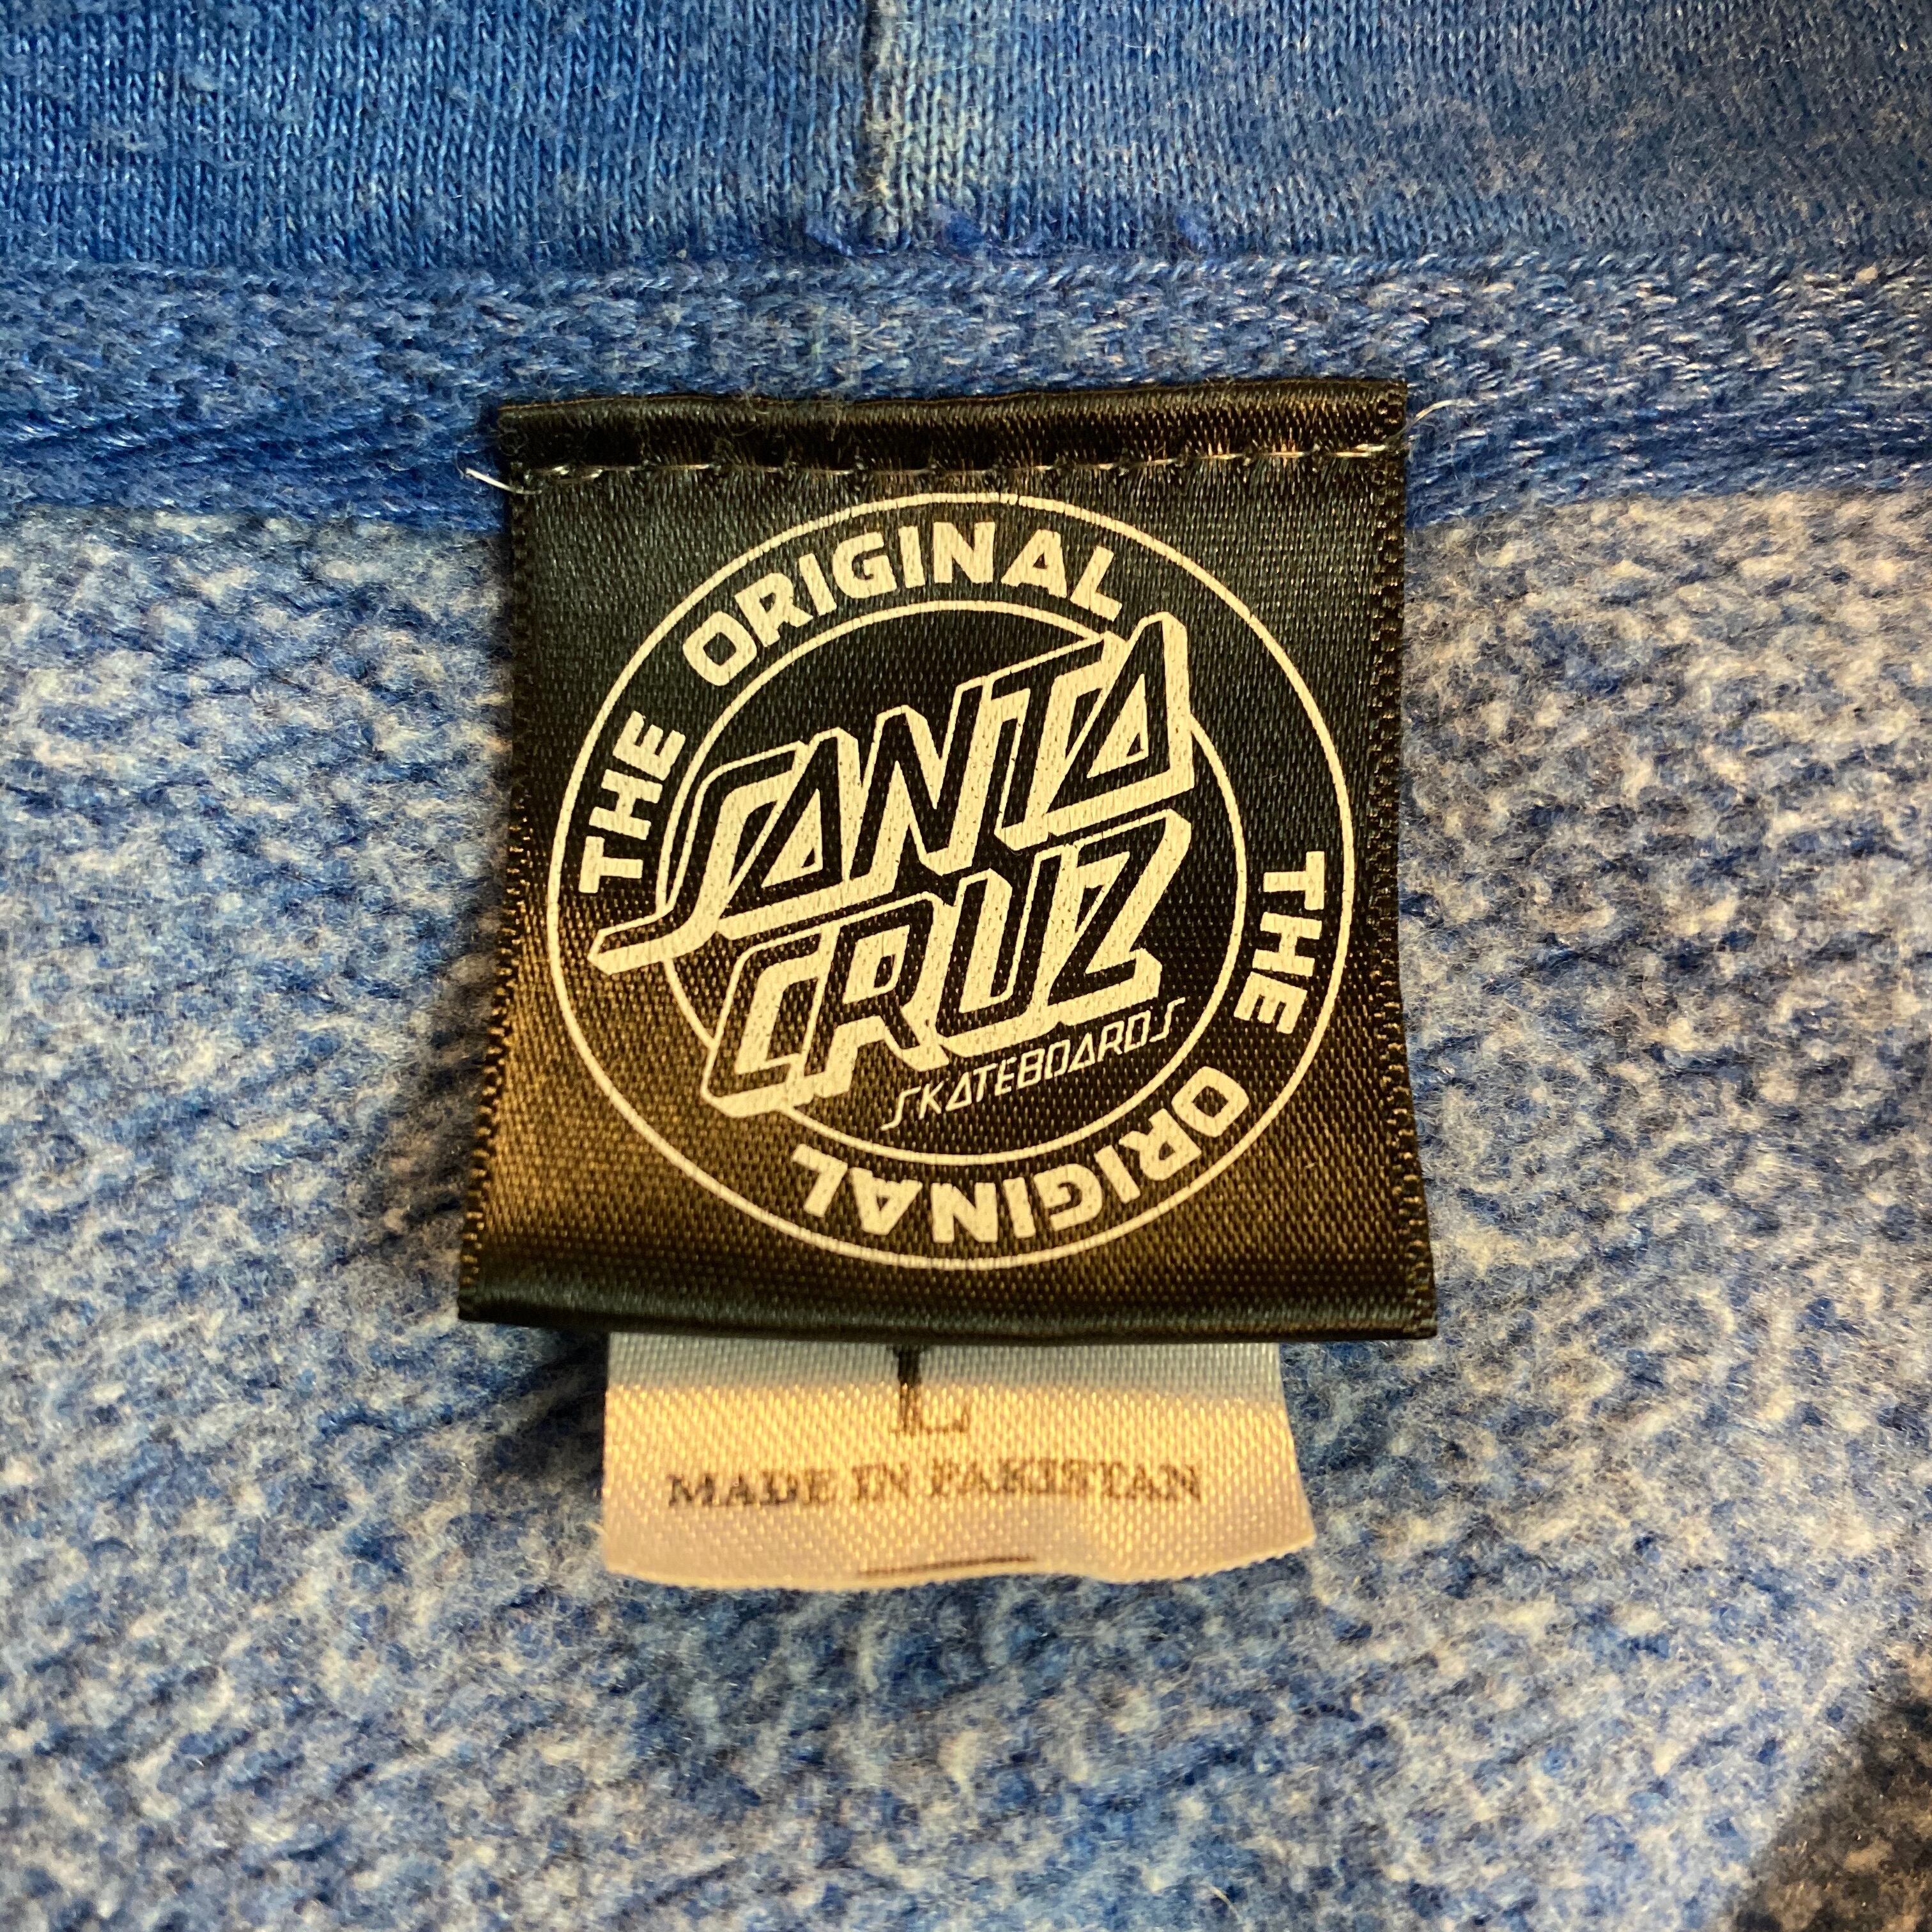 THE ORIGINAL
SANTA
CRUZ
SKATEBOARDS
THE ORIGINAL
L
MADE IN PAKISTAN